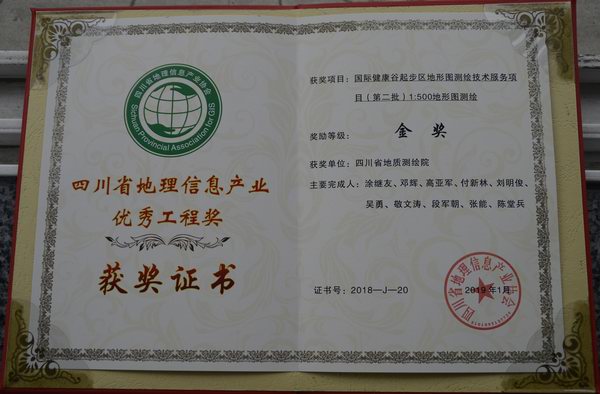 四川省地理信息产业协会
Sichuan Provincial Association for GIS
四川省地理信息产业
优秀工程奖
获奖证书
获奖项目：国际健康谷起步区地形图测绘技术服务项
目（第二批）1:500地形图测绘
奖励等级：金奖
获奖单位：四川省地质测绘院
主要完成人：涂继友、邓辉、高亚军、付新林、刘明俊、
吴勇、敬文涛、段军朝、张能、陈堂兵
证书号：2018—J—20
2019年1月
四川省地理信息产业协会